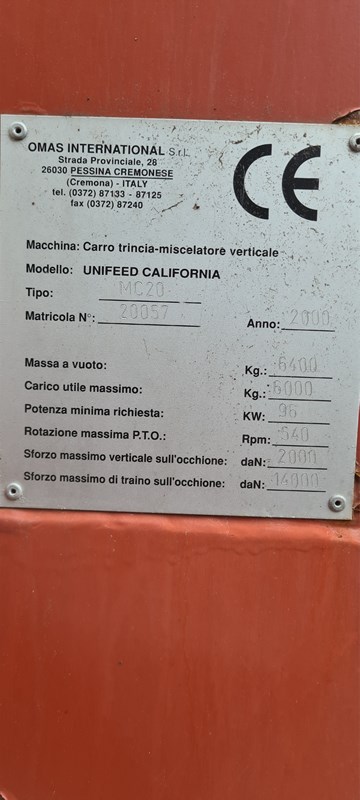 OMAS INTERNATIONAL S.r.l.
Strada Provinciale, 28
26030 PESSINA CREMONESE
(Cremona) - ITALY
tel. (0372) 87133 - 87125
fax (0372) 87240
CE
Macchina: Carro trincia-miscelatore verticale
Modello: UNIFEED CALIFORNIA
Tipo: MC20
Matricola N°: 20057
Anno: 2000
Massa a vuoto: Kg.: 6400
Carico utile massimo: Kg.: 6000
Potenza minima richiesta: KW: 96
Rotazione massima P.T.O.: Rpm: 540
Sforzo massimo verticale sull'occhione: daN: 2000
Sforzo massimo di traino sull'occhione: daN: 14000